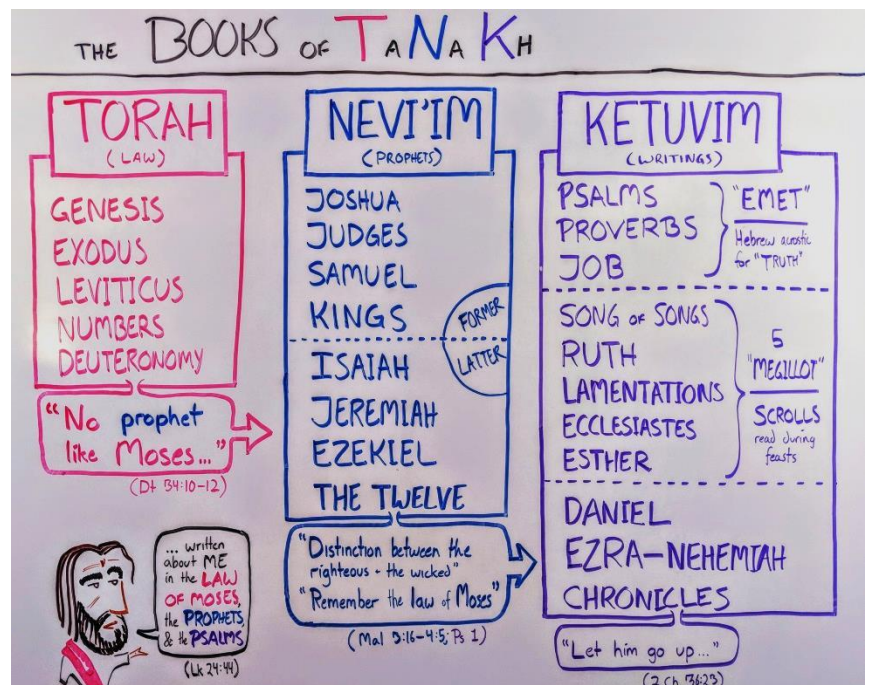 THE BOOKS OF TANAKH
TORAH
(LAW)
GENESIS
EXODUS
LEVITICUS
NUMBERS
DEUTERONOMY
"No prophet
like Moses..."
(Dt 34:10-12)
... written
about ME
in the LAW
OF MOSES,
the PROPHETS,
& the PSALMS
(Lk 24:44)
NEVI'IM
(PROPHETS)
JOSHUA
JUDGES
SAMUEL
KINGS
FORMER
LATTER
ISAIAH
JEREMIAH
EZEKIEL
THE TWELVE
"Distinction between the
righteous + the wicked"
"Remember the law of Moses"
(Mal 3:16-4:5; Ps 1)
KETUVIM
(WRITINGS)
PSALMS
PROVERBS
JOB
"EMET"
Hebrew acrostic
for "TRUTH"
SONG OF SONGS
RUTH
LAMENTATIONS
ECCLESIASTES
ESTHER
5
"MEGILLOT"
SCROLLS
read during
feasts
DANIEL
EZRA-NEHEMIAH
CHRONICLES
"Let him go up..."
(2 Ch 36:23)